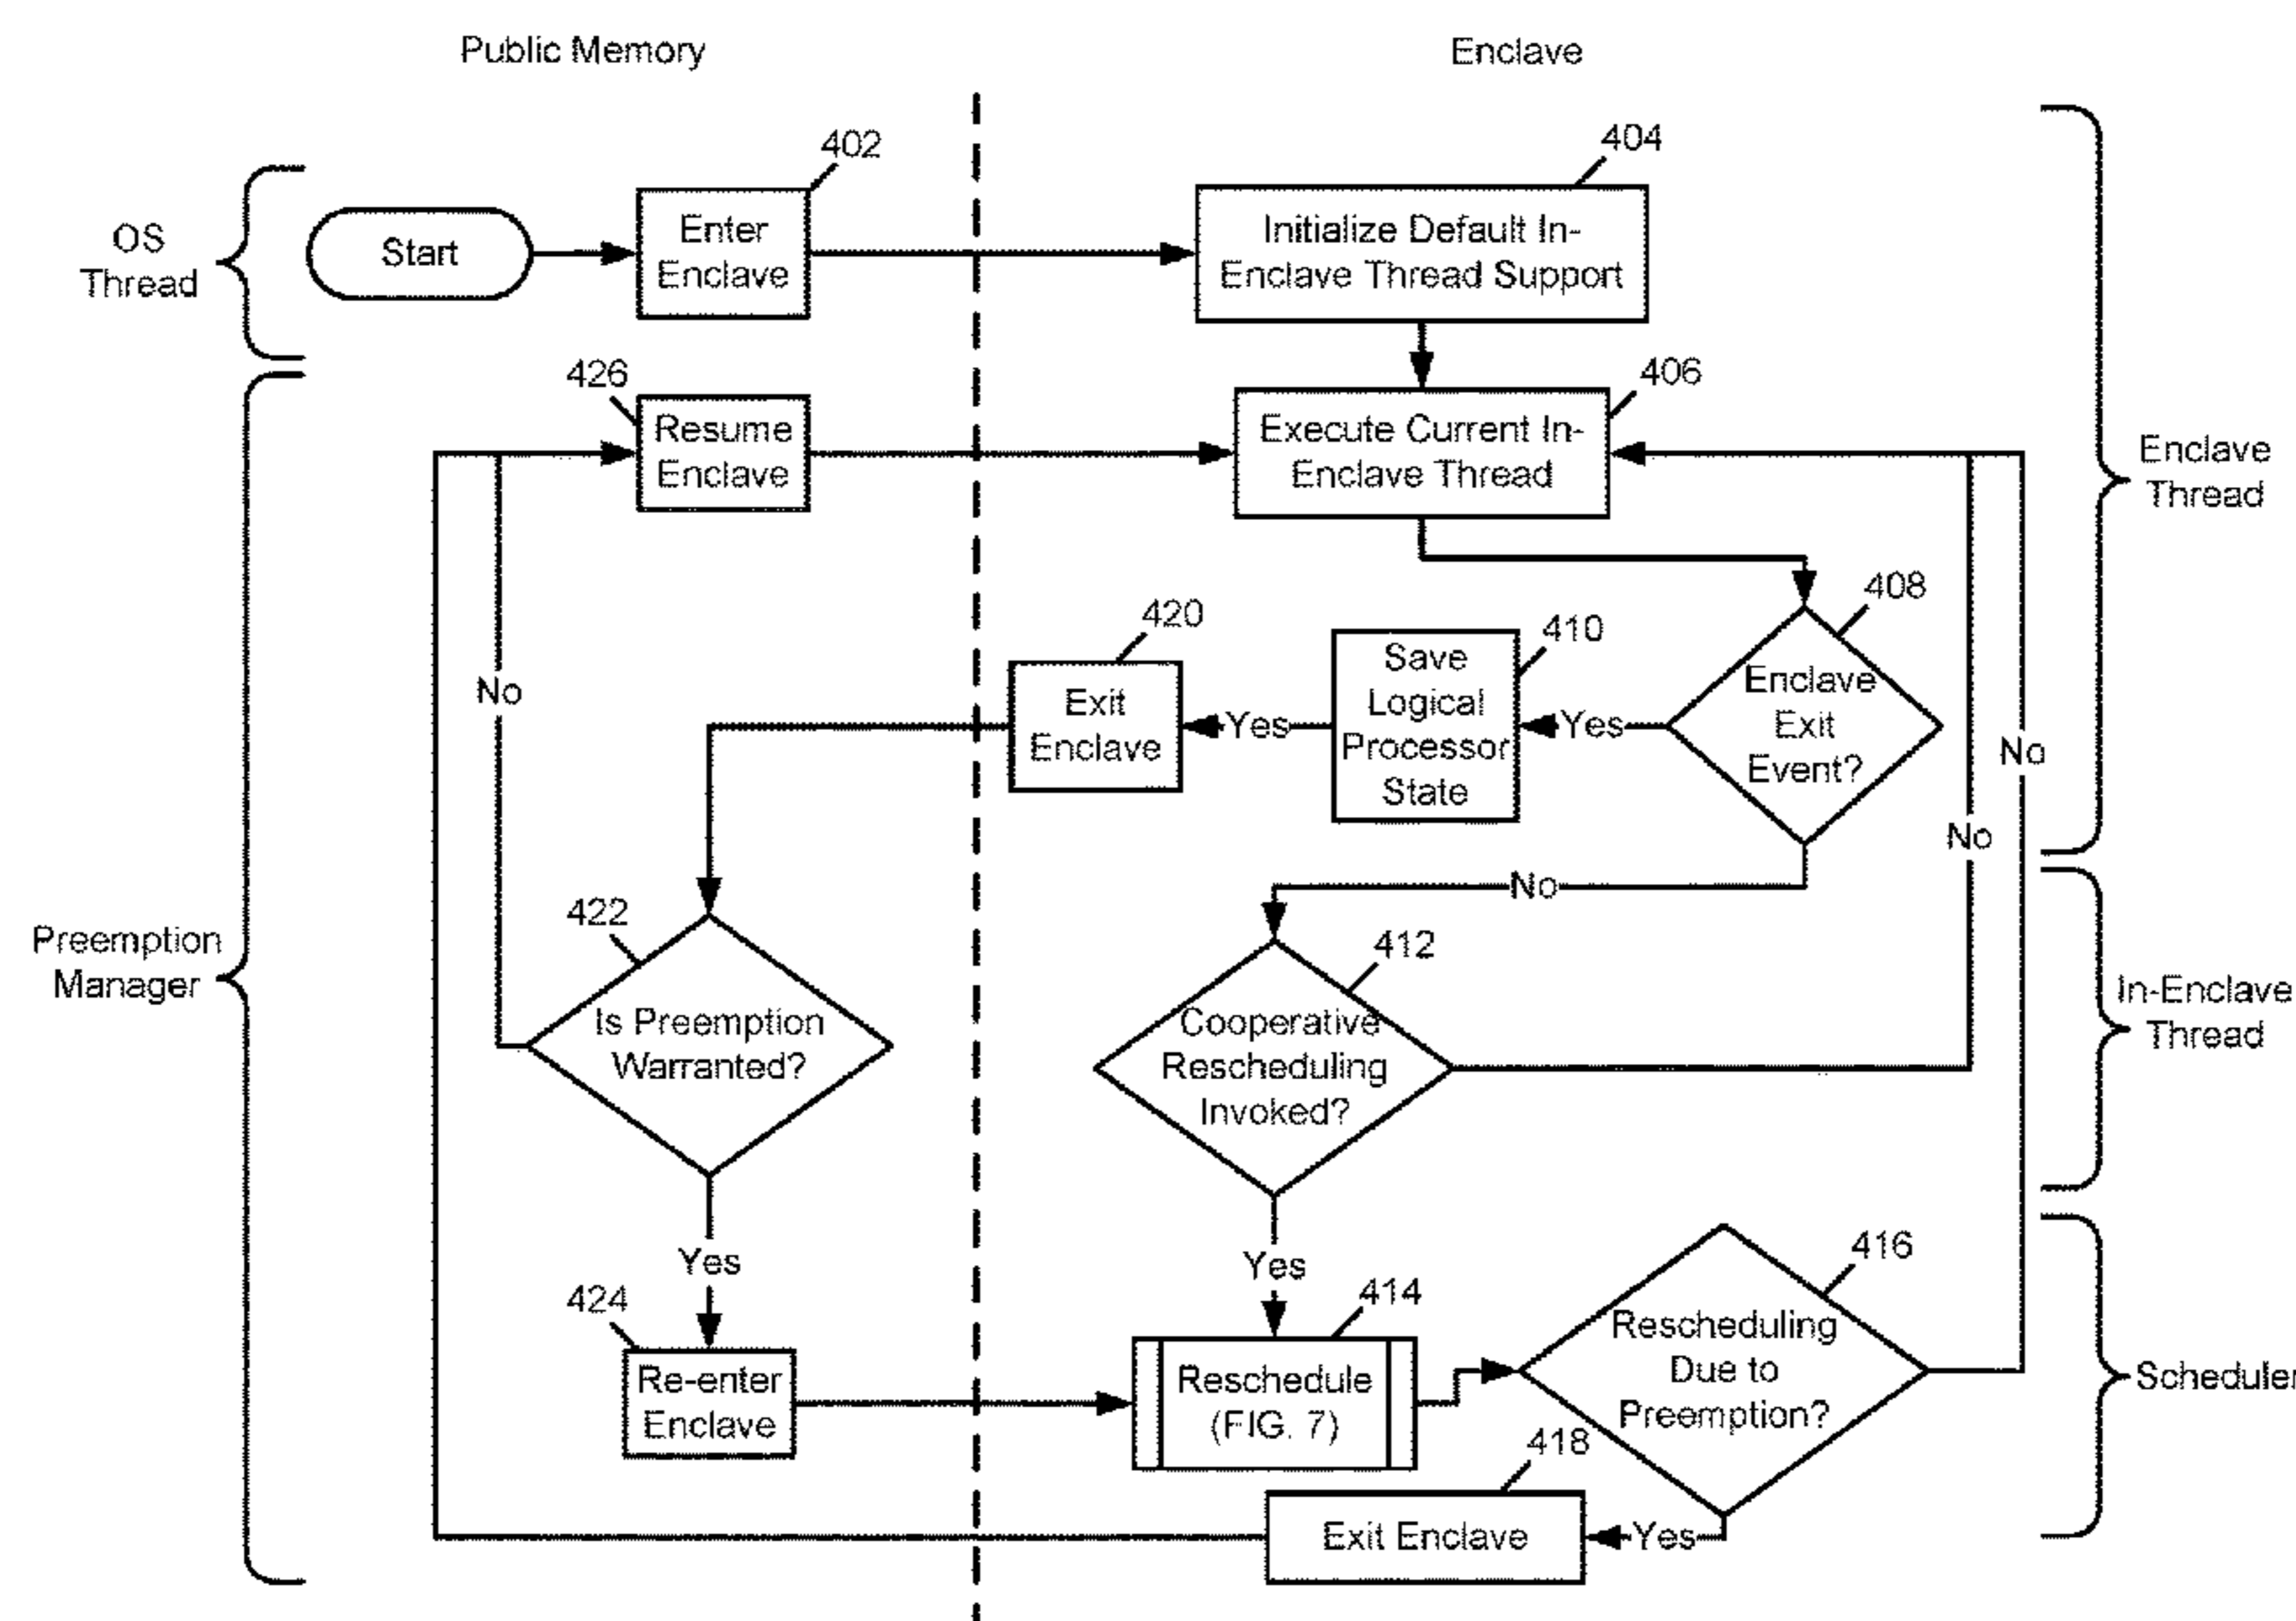 Public Memory
Enclave
402
404
OS
Thread
Start
Enter
Enclave
Initialize Default In-
Enclave Thread Support
426
406
Resume
Enclave
Execute Current In-
Enclave Thread
Enclave
Thread
408
420
410
No
Exit
Enclave
Yes
Save
Logical
Processor
State
Yes
Enclave
Exit
Event?
No
No
No
422
412
Preemption
Manager
Is Preemption
Warranted?
Cooperative
Rescheduling
Invoked?
In-Enclave
Thread
Yes
Yes
416
424
414
Re-enter
Enclave
Reschedule
(FIG. 7)
Rescheduling
Due to
Preemption?
Scheduler
418
Exit Enclave
Yes